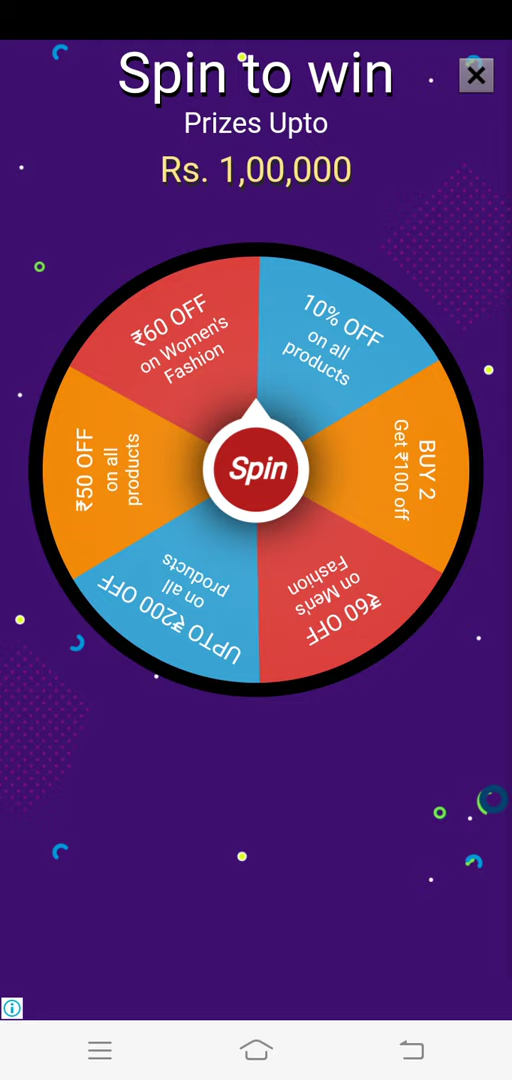 Spin to win
Prizes Upto
Rs. 1,00,000
₹60 OFF
on Women's
Fashion
10% OFF
on all
products
₹50 OFF
on all
products
Spin
BUY 2
Get ₹100 off
UPTO ₹200 OFF
on all
products
₹60 OFF
on Men's
Fashion